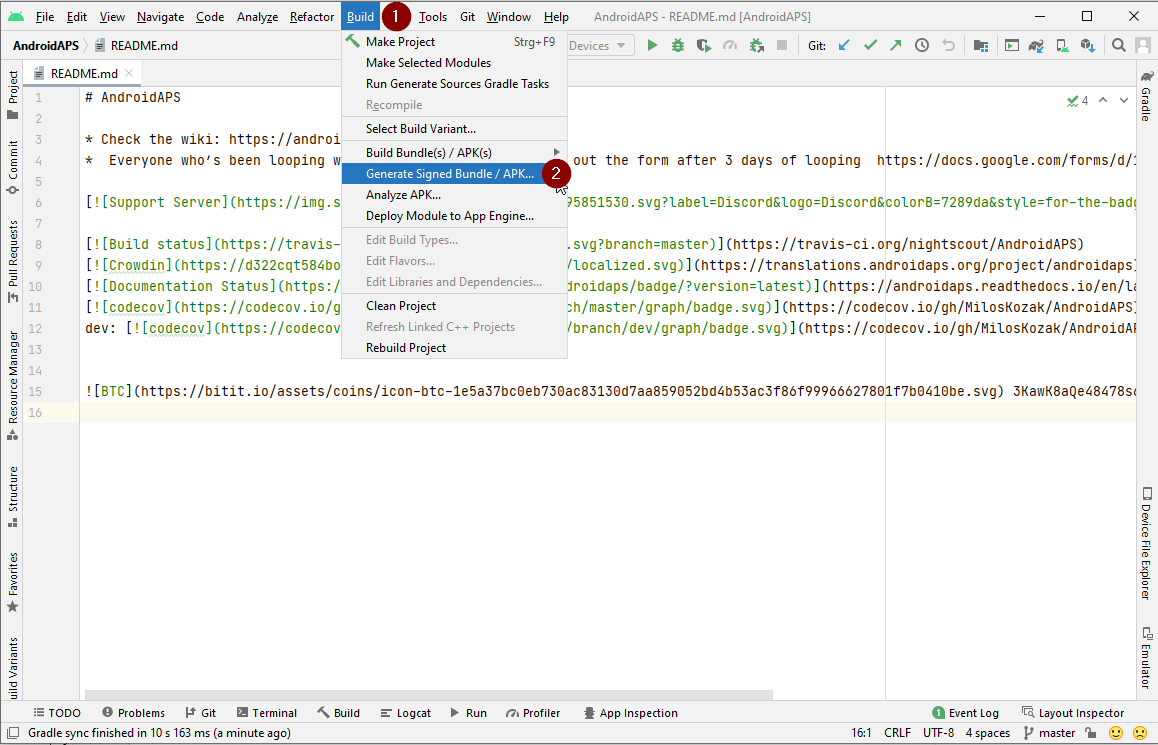 File Edit View Navigate Code Analyze Refactor Build 1 Tools Git Window Help AndroidAPS - README.md [AndroidAPS]
AndroidAPS README.md Devices Git:
README.md
Make Project Strg+F9
Make Selected Modules
Run Generate Sources Gradle Tasks
Recompile
Select Build Variant...
Build Bundle(s) / APK(s)
Generate Signed Bundle / APK... 2
Analyze APK...
Deploy Module to App Engine...
Edit Build Types...
Edit Flavors...
Edit Libraries and Dependencies...
Clean Project
Refresh Linked C++ Projects
Rebuild Project
1 # AndroidAPS
4
2
3 * Check the wiki: https://androi
4 * Everyone who's been looping w out the form after 3 days of looping https://docs.google.com/forms/d/1
5
6 [![Support Server](https://img.s 95851530.svg?label=Discord&logo=Discord&colorB=7289da&style=for-the-badg
7
8 [![Build status](https://travis- .svg?branch=master)](https://travis-ci.org/nightscout/AndroidAPS)
9 [![Crowdin](https://d322cqt584bo /localized.svg)](https://translations.androidaps.org/project/androidaps)
10 [![Documentation Status](https:/ droidaps/badge/?version=latest)](https://androidaps.readthedocs.io/en/la
11 [![codecov](https://codecov.io/g ch/master/graph/badge.svg)](https://codecov.io/gh/MilosKozak/AndroidAPS)
12 dev: [![codecov](https://codecov /branch/dev/graph/badge.svg)](https://codecov.io/gh/MilosKozak/AndroidAP
13
14
15 ![BTC](https://bitit.io/assets/coins/icon-btc-1e5a37bc0eb730ac83130d7aa859052bd4b53ac3f86f99966627801f7b0410be.svg) 3KawK8aQe48478s
16
Project
Commit
Pull Requests
Resource Manager
Structure
Favorites
uild Variants
Gradle
Device File Explorer
Emulator
TODO Problems Git Terminal Build Logcat Run Profiler App Inspection 1 Event Log Layout Inspector
Gradle sync finished in 10 s 163 ms (a minute ago) 16:1 CRLF UTF-8 4 spaces master